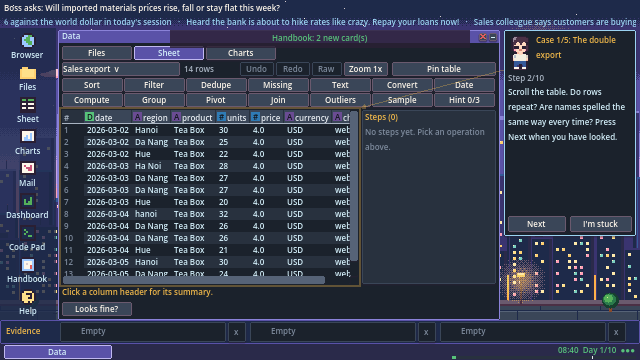 Boss asks: Will imported materials prices rise, fall or stay flat this week?
6 against the world dollar in today's session · Heard the bank is about to hike rates like crazy. Repay your loans now! · Sales colleague says customers are buying
Data
Handbook: 2 new card(s)
Files
Sheet
Charts
Sales export v
14 rows
Undo
Redo
Raw
Zoom 1x
Pin table
Sort
Filter
Dedupe
Missing
Text
Convert
Date
Compute
Group
Pivot
Join
Outliers
Sample
Hint 0/3
# D date A region A product # units # price A currency A ch
1 2026-03-02 Hanoi Tea Box 30 4.0 USD web
2 2026-03-02 Da Nang Tea Box 25 4.0 USD web
3 2026-03-02 Hue Tea Box 22 4.0 USD web
4 2026-03-03 Ha Noi Tea Box 28 4.0 USD web
5 2026-03-03 Da Nang Tea Box 27 4.0 USD web
6 2026-03-03 Da Nang Tea Box 27 4.0 USD web
7 2026-03-03 Hue Tea Box 20 4.0 USD web
8 2026-03-04 hanoi Tea Box 32 4.0 USD web
9 2026-03-04 Da Nang Tea Box 26 4.0 USD web
10 2026-03-04 Da Nang Tea Box 26 4.0 USD web
11 2026-03-04 Hue Tea Box 21 4.0 USD web
12 2026-03-05 Hanoi Tea Box 30 4.0 USD web
13 2026-03-05 Da Nang Tea Box 24 4.0 USD web
Steps (0)
No steps yet. Pick an operation
above.
Click a column header for its summary.
Looks fine?
Case 1/5: The double
export
Step 2/10
Scroll the table. Do rows
repeat? Are names spelled the
same way every time? Press
Next when you have looked.
Next
I'm stuck
Browser
Files
Sheet
Charts
Mail
Dashboard
Code Pad
Handbook
Help
Evidence
Empty
x
Empty
x
Empty
x
Data
08:40 Day 1/10